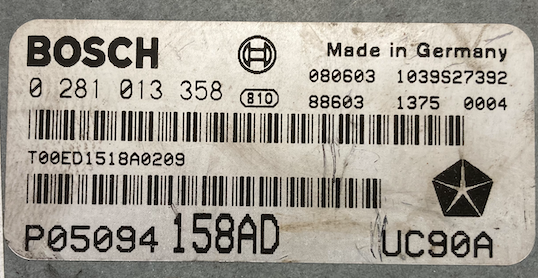 BOSCH
Made in Germany
0 281 013 358
810
080603 1039S27392
88603 1375 0004
T00ED1518A0209
P05094 158AD
UC90A